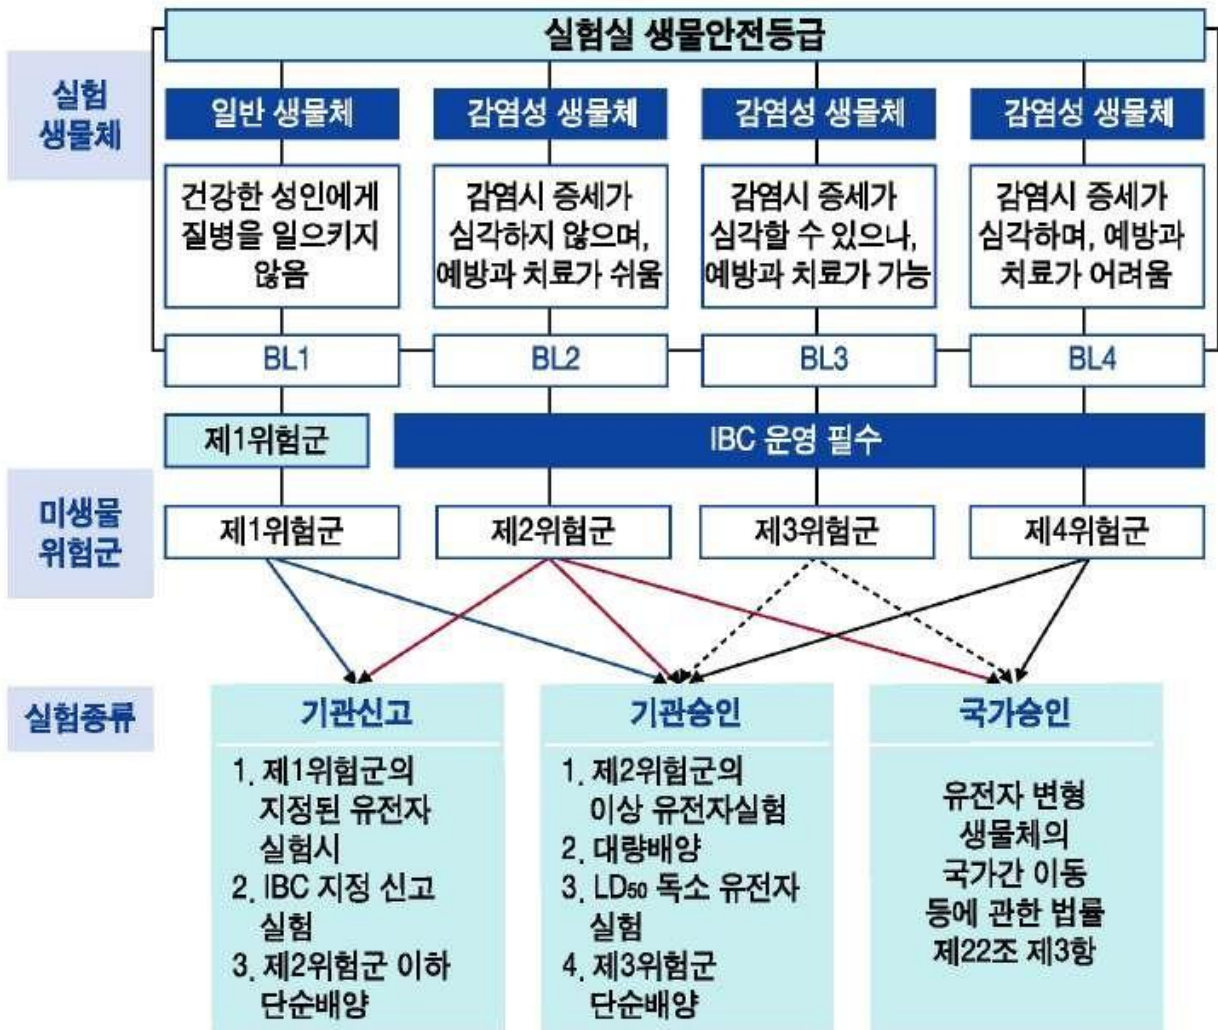 실험실 생물안전등급
실험
생물체
일반 생물체
감염성 생물체
감염성 생물체
감염성 생물체
건강한 성인에게
질병을 일으키지
않음
감염시 증세가
심각하지 않으며,
예방과 치료가 쉬움
감염시 증세가
심각할 수 있으나,
예방과 치료가 가능
감염시 증세가
심각하며, 예방과
치료가 어려움
BL1
BL2
BL3
BL4
제1위험군
IBC 운영 필수
미생물
위험군
제1위험군
제2위험군
제3위험군
제4위험군
실험종류
기관신고
1. 제1위험군의
지정된 유전자
실험시
2. IBC 지정 신고
실험
3. 제2위험군 이하
단순배양
기관승인
1. 제2위험군의
이상 유전자실험
2. 대량배양
3. LD50 독소 유전자
실험
4. 제3위험군
단순배양
국가승인
유전자 변형
생물체의
국가간 이동
등에 관한 법률
제22조 제3항